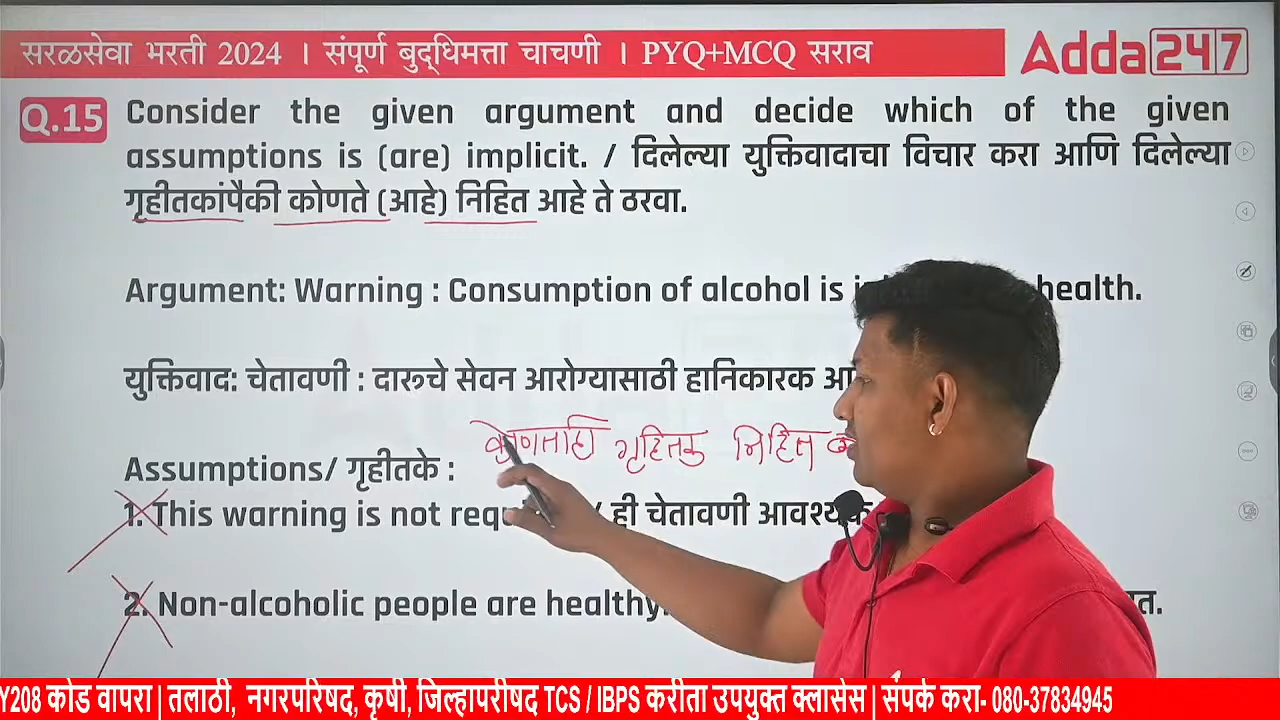 सरळसेवा भरती 2024 । संपूर्ण बुद्धिमत्ता चाचणी । PYQ+MCQ सराव
Adda247
Q.15 Consider the given argument and decide which of the given
assumptions is (are) implicit. / दिलेल्या युक्तिवादाचा विचार करा आणि दिलेल्या
गृहीतकांपैकी कोणते (आहे) निहित आहे ते ठरवा.
Argument: Warning : Consumption of alcohol is health.
युक्तिवाद: चेतावणी : दारूचे सेवन आरोग्यासाठी हानिकारक
कोणताही गृहितक निहित
Assumptions/ गृहीतके :
1. This warning is not / ही चेतावणी आवश्यक
2. Non-alcoholic people are healthy.
Y208 कोड वापरा | तलाठी, नगरपरिषद, कृषी, जिल्हापरीषद TCS / IBPS करीता उपयुक्त क्लासेस | संपर्क करा- 080-37834945